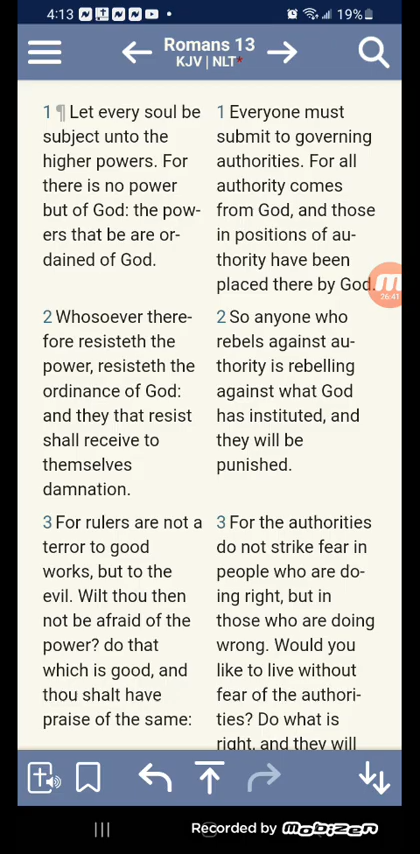 4:13
19%
Romans 13
KJV | NLT*
1 ¶ Let every soul be
subject unto the
higher powers. For
there is no power
but of God: the pow-
ers that be are or-
dained of God.
2 Whosoever there-
fore resisteth the
power, resisteth the
ordinance of God:
and they that resist
shall receive to
themselves
damnation.
3 For rulers are not a
terror to good
works, but to the
evil. Wilt thou then
not be afraid of the
power? do that
which is good, and
thou shalt have
praise of the same:
1 Everyone must
submit to governing
authorities. For all
authority comes
from God, and those
in positions of au-
thority have been
placed there by God.
26:41
2 So anyone who
rebels against au-
thority is rebelling
against what God
has instituted, and
they will be
punished.
3 For the authorities
do not strike fear in
people who are do-
ing right, but in
those who are doing
wrong. Would you
like to live without
fear of the authori-
ties? Do what is
right, and they will
Recorded by Mobizen